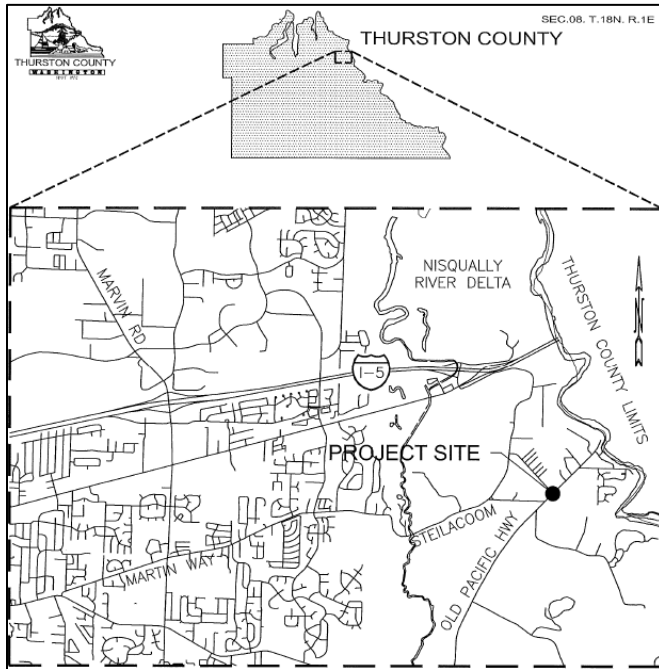 SEC.08. T.18N. R.1E
THURSTON COUNTY
THURSTON COUNTY
WASHINGTON
NISQUALLY
RIVER DELTA
THURSTON COUNTY LIMITS
MARVIN RD
I-5
PROJECT SITE
STEILACOOM
OLD PACIFIC HWY
MARTIN WAY